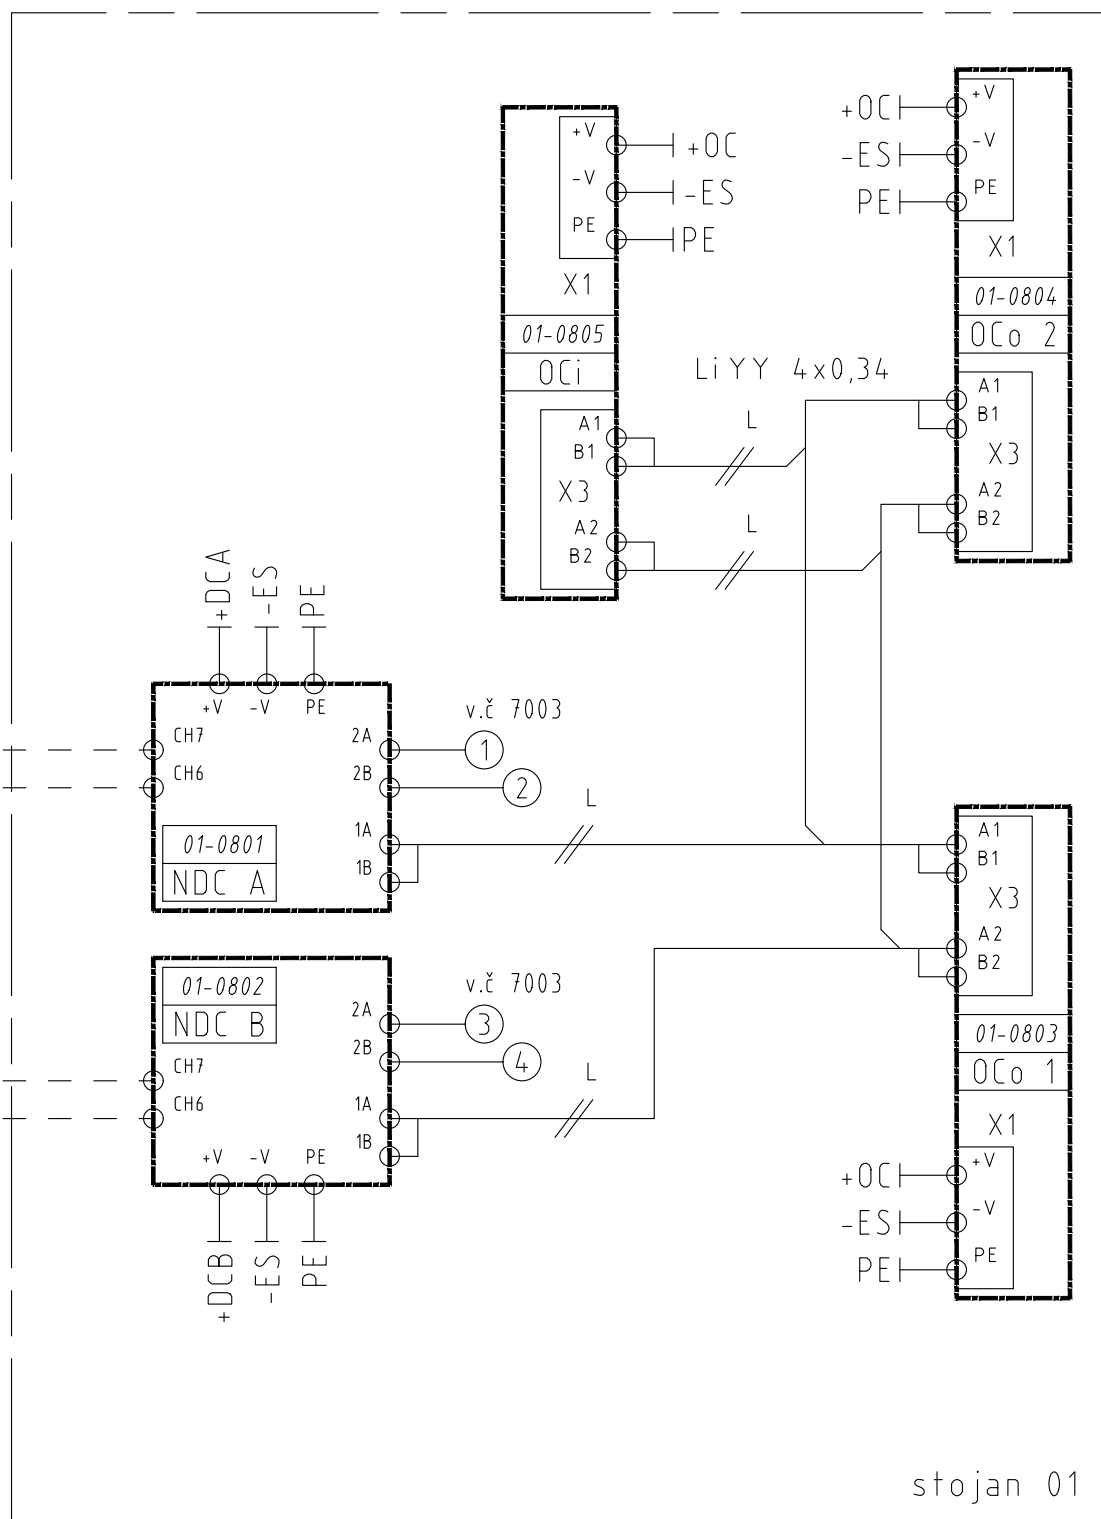 +V
-V
PE
X1
+OC
-ES
PE
01-0805
OCi
A1
B1
X3
A2
B2
+OC
-ES
PE
+V
-V
PE
X1
01-0804
OCo 2
A1
B1
X3
A2
B2
LiYY 4x0,34
L
L
+DCA
-ES
PE
+V
-V
PE
CH7
CH6
2A
2B
1A
1B
01-0801
NDC A
v.č 7003
1
2
L
01-0802
NDC B
CH7
CH6
2A
2B
1A
1B
+V
-V
PE
+DCB
-ES
PE
v.č 7003
3
4
L
A1
B1
X3
A2
B2
01-0803
OCo 1
X1
+V
-V
PE
+OC
-ES
PE
stojan 01